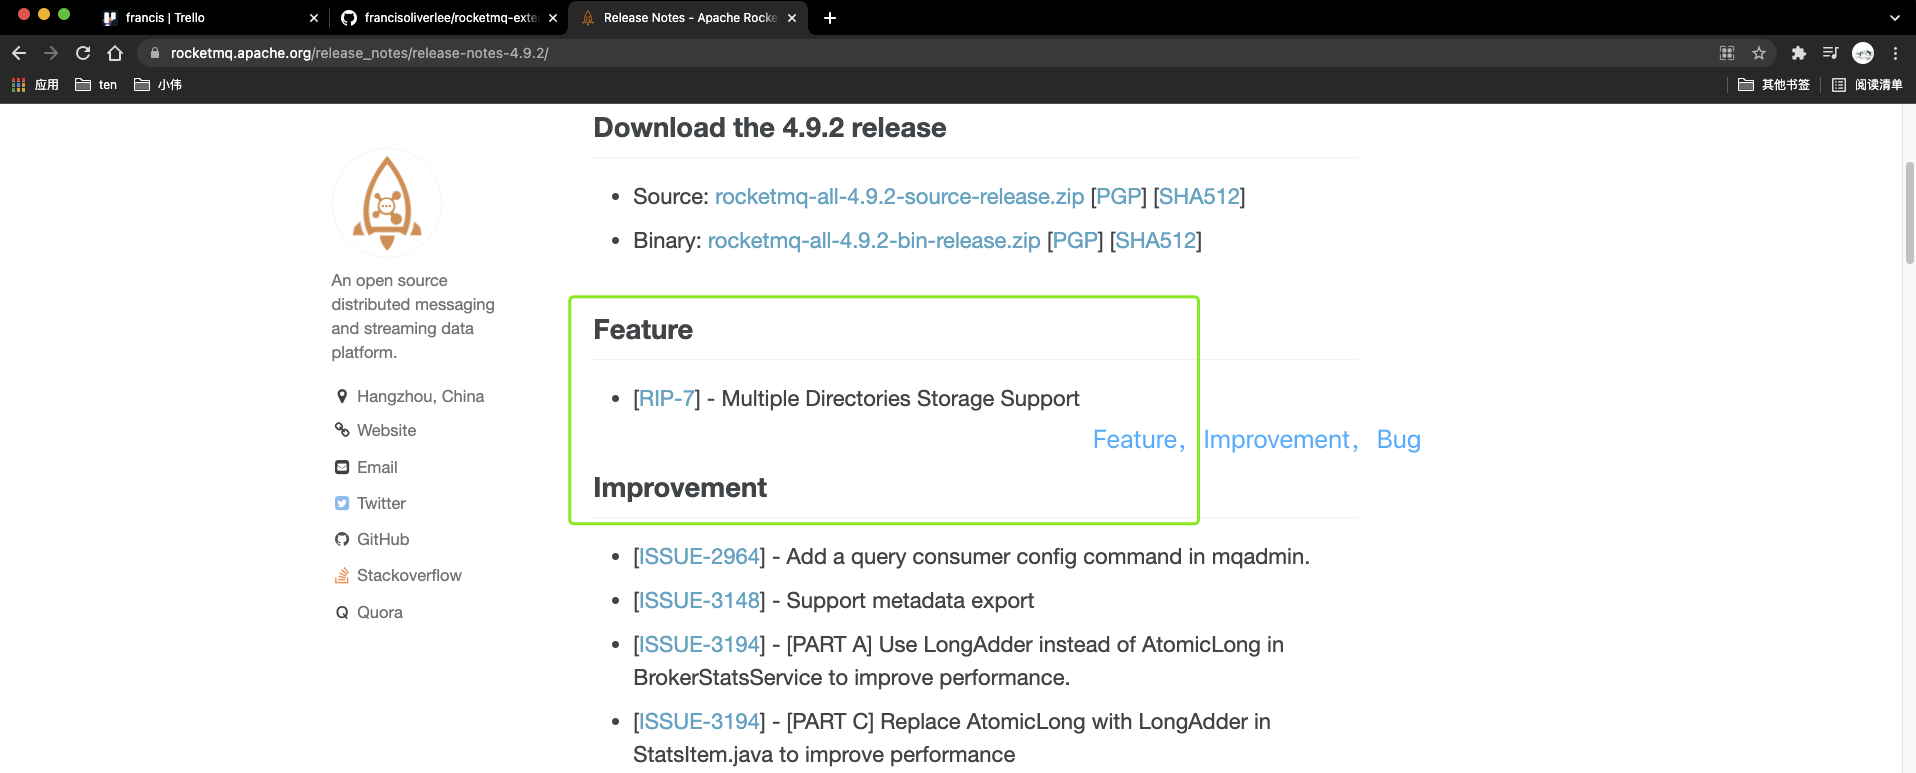 francis | Trello
francisoliverlee/rocketmq-exte
Release Notes - Apache Rocke
rocketmq.apache.org/release_notes/release-notes-4.9.2/
应用
ten
小伟
其他书签
阅读清单
An open source
distributed messaging
and streaming data
platform.
Hangzhou, China
Website
Email
Twitter
GitHub
Stackoverflow
Quora
Download the 4.9.2 release
• Source: rocketmq-all-4.9.2-source-release.zip [PGP] [SHA512]
• Binary: rocketmq-all-4.9.2-bin-release.zip [PGP] [SHA512]
Feature
• [RIP-7] - Multiple Directories Storage Support
Feature，Improvement，Bug
Improvement
• [ISSUE-2964] - Add a query consumer config command in mqadmin.
• [ISSUE-3148] - Support metadata export
• [ISSUE-3194] - [PART A] Use LongAdder instead of AtomicLong in
BrokerStatsService to improve performance.
• [ISSUE-3194] - [PART C] Replace AtomicLong with LongAdder in
StatsItem.java to improve performance